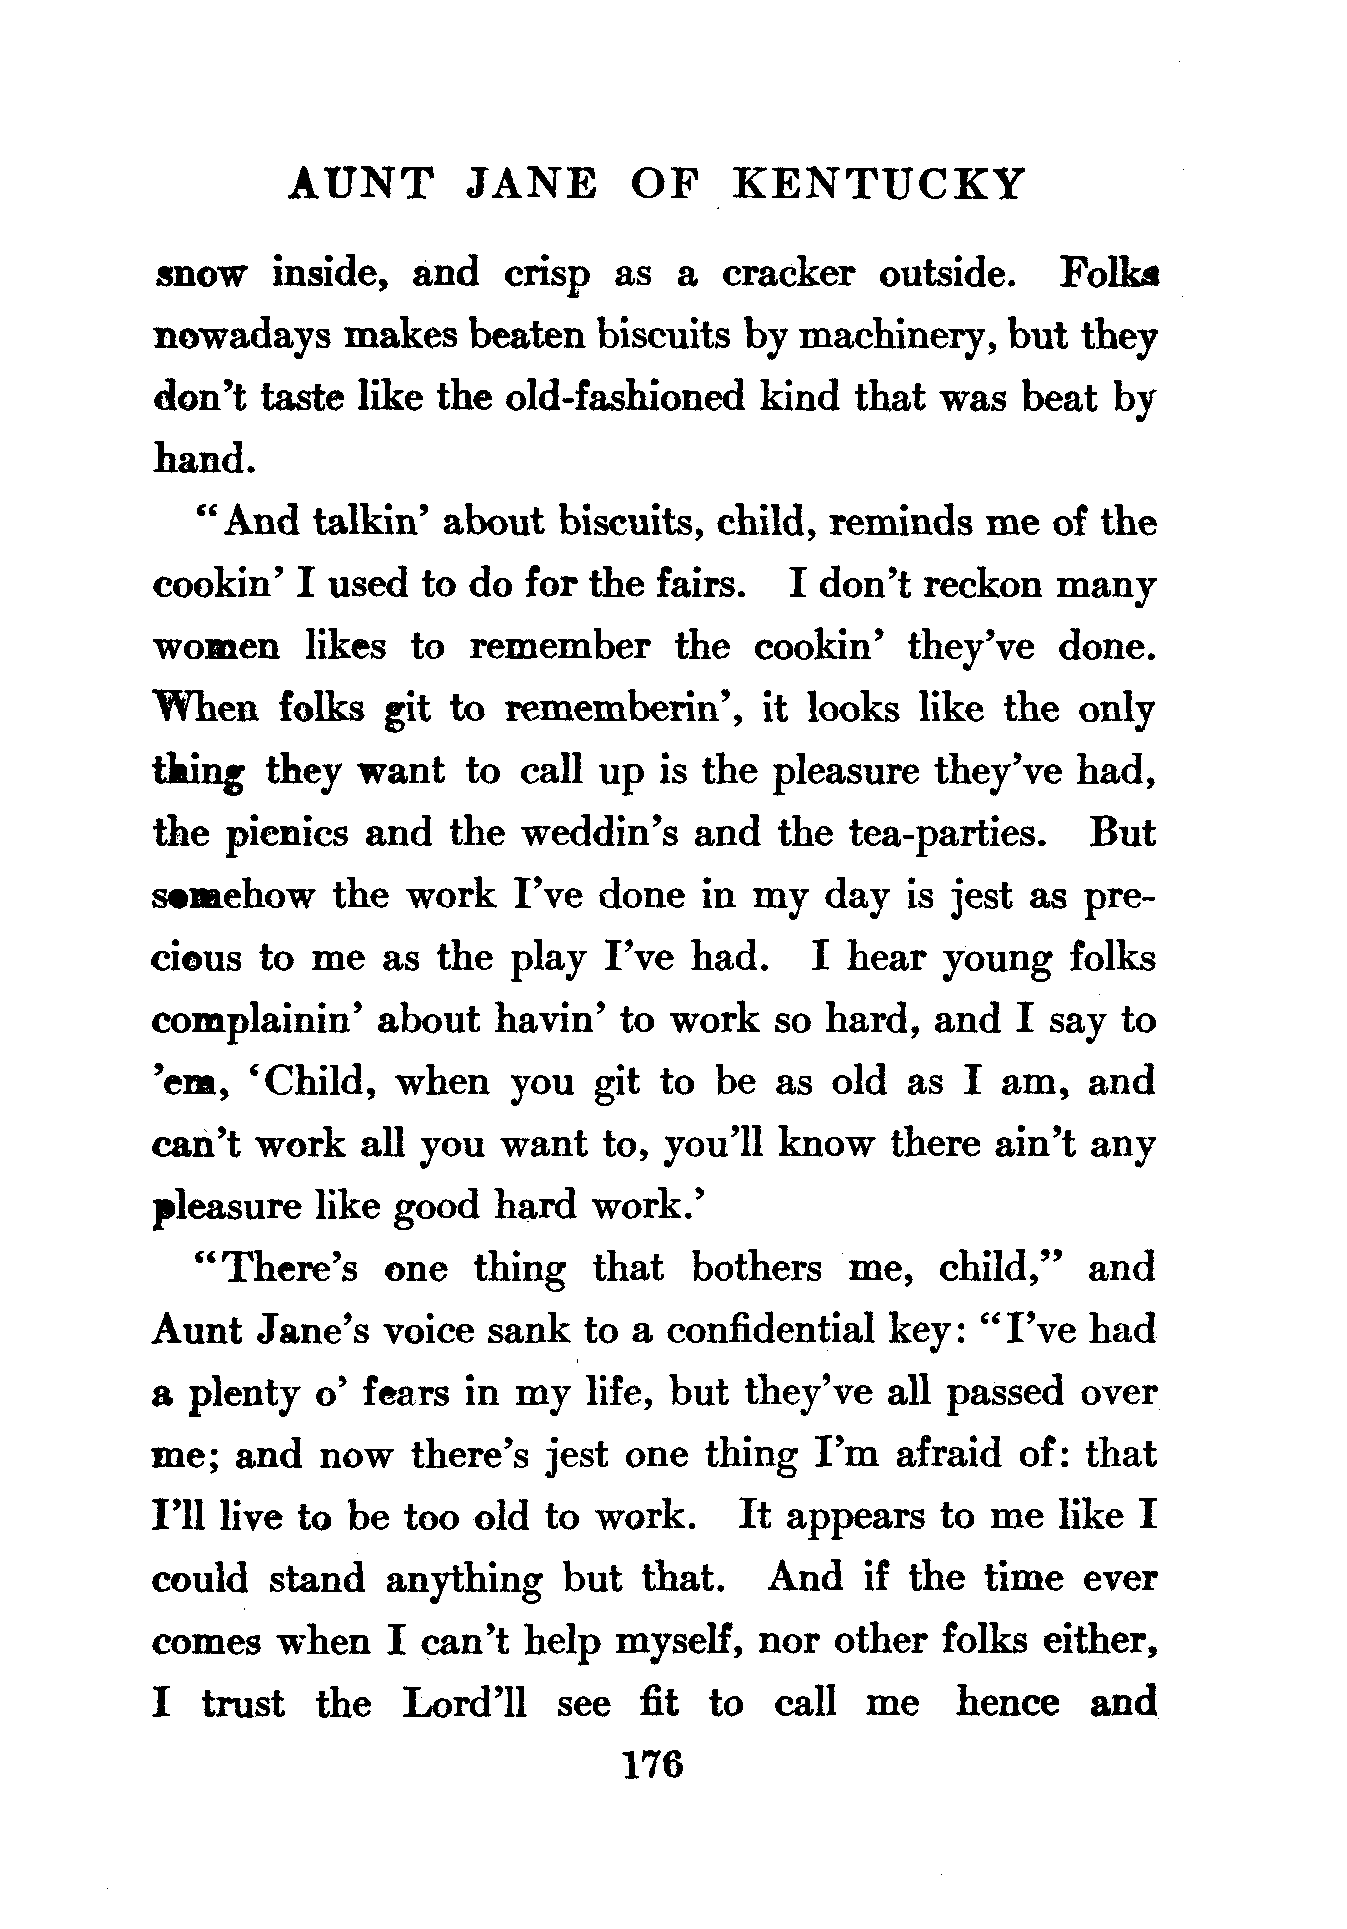 AUNT JANE OF KENTUCKY
snow inside, and crisp as a cracker outside. Folks
nowadays makes beaten biscuits by machinery, but they
don't taste like the old-fashioned kind that was beat by
hand.
"And talkin' about biscuits, child, reminds me of the
cookin' I used to do for the fairs. I don't reckon many
women likes to remember the cookin' they've done.
When folks git to rememberin', it looks like the only
thing they want to call up is the pleasure they've had,
the picnics and the weddin's and the tea-parties. But
somehow the work I've done in my day is jest as pre-
cious to me as the play I've had. I hear young folks
complainin' about havin' to work so hard, and I say to
'em, 'Child, when you git to be as old as I am, and
can't work all you want to, you'll know there ain't any
pleasure like good hard work.'
"There's one thing that bothers me, child," and
Aunt Jane's voice sank to a confidential key: "I've had
a plenty o' fears in my life, but they've all passed over
me; and now there's jest one thing I'm afraid of: that
I'll live to be too old to work. It appears to me like I
could stand anything but that. And if the time ever
comes when I can't help myself, nor other folks either,
I trust the Lord'll see fit to call me hence and
176